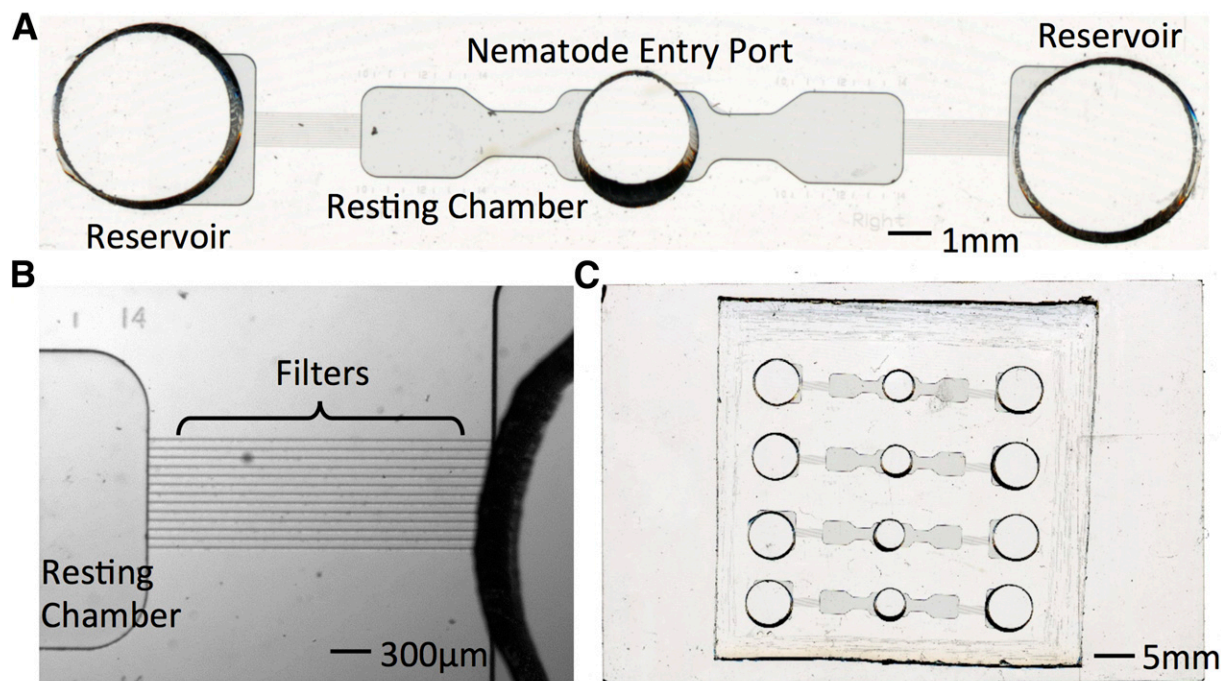 A
Nematode Entry Port
Reservoir
Resting Chamber
Reservoir
Right
1mm
B
14
Filters
Resting
Chamber
300µm
C
5mm